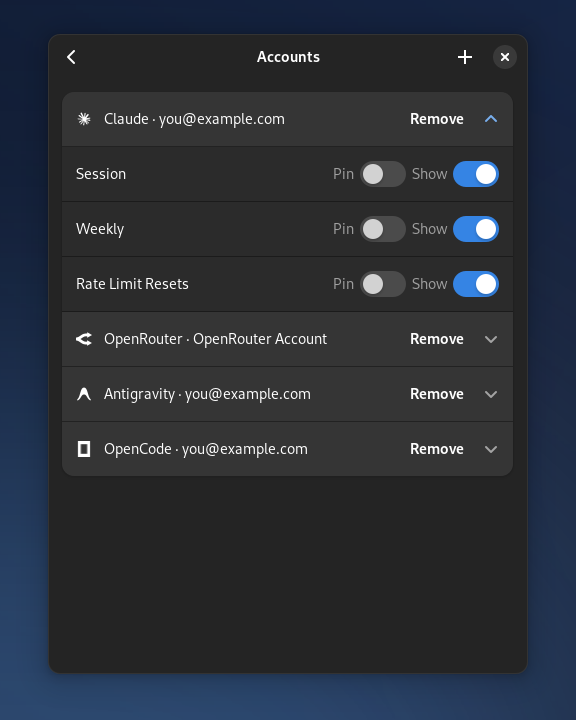 Accounts
Claude · you@example.com Remove
Session Pin Show
Weekly Pin Show
Rate Limit Resets Pin Show
OpenRouter · OpenRouter Account Remove
Antigravity · you@example.com Remove
OpenCode · you@example.com Remove